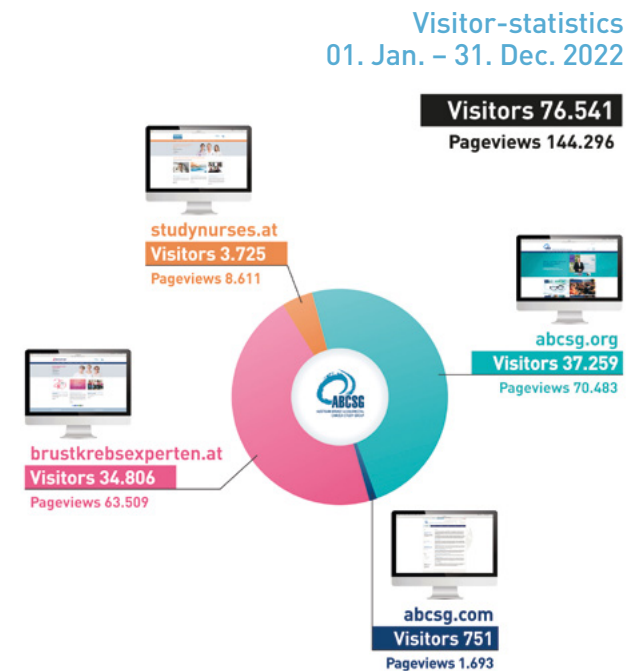 Visitor-statistics
01. Jan. – 31. Dec. 2022
Visitors 76.541
Pageviews 144.296
studynurses.at
Visitors 3.725
Pageviews 8.611
abcsg.org
Visitors 37.259
Pageviews 70.483
ABCSG
brustkrebsexperten.at
Visitors 34.806
Pageviews 63.509
abcsg.com
Visitors 751
Pageviews 1.693